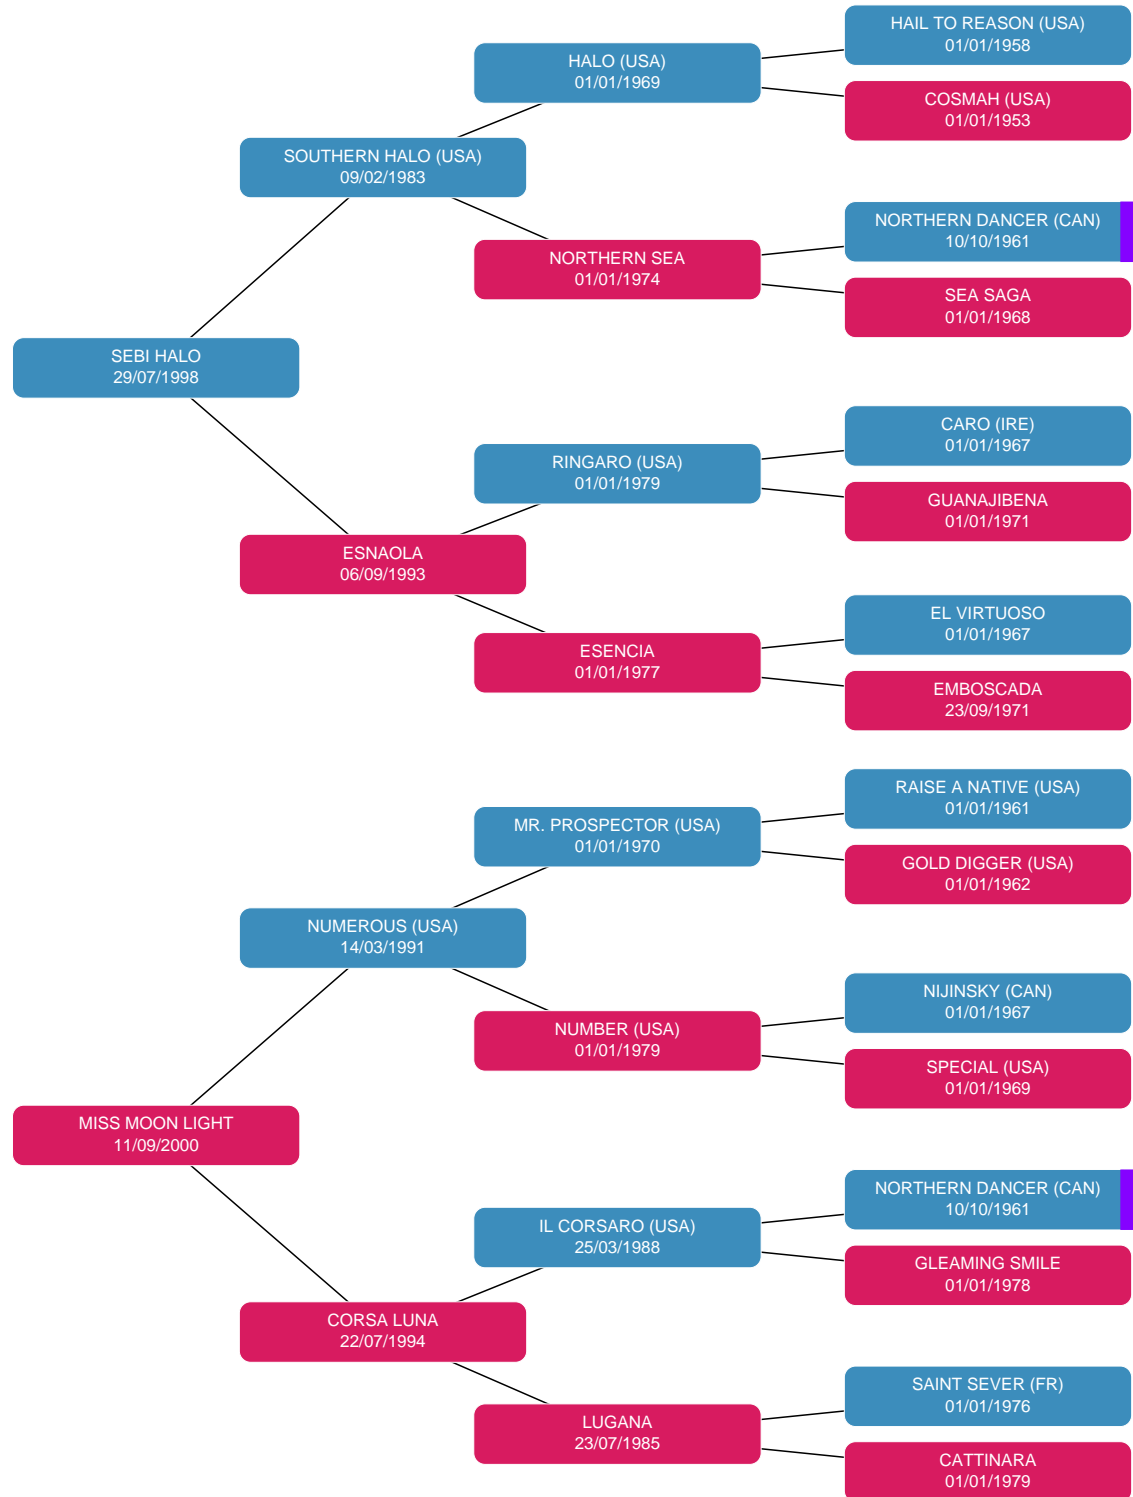 HAIL TO REASON (USA)
01/01/1958
HALO (USA)
01/01/1969
COSMAH (USA)
01/01/1953
SOUTHERN HALO (USA)
09/02/1983
NORTHERN DANCER (CAN)
10/10/1961
NORTHERN SEA
01/01/1974
SEA SAGA
01/01/1968
SEBI HALO
29/07/1998
CARO (IRE)
01/01/1967
RINGARO (USA)
01/01/1979
GUANAJIBENA
01/01/1971
ESNAOLA
06/09/1993
EL VIRTUOSO
01/01/1967
ESENCIA
01/01/1977
EMBOSCADA
23/09/1971
RAISE A NATIVE (USA)
01/01/1961
MR. PROSPECTOR (USA)
01/01/1970
GOLD DIGGER (USA)
01/01/1962
NUMEROUS (USA)
14/03/1991
NIJINSKY (CAN)
01/01/1967
NUMBER (USA)
01/01/1979
SPECIAL (USA)
01/01/1969
MISS MOON LIGHT
11/09/2000
NORTHERN DANCER (CAN)
10/10/1961
IL CORSARO (USA)
25/03/1988
GLEAMING SMILE
01/01/1978
CORSA LUNA
22/07/1994
SAINT SEVER (FR)
01/01/1976
LUGANA
23/07/1985
CATTINARA
01/01/1979